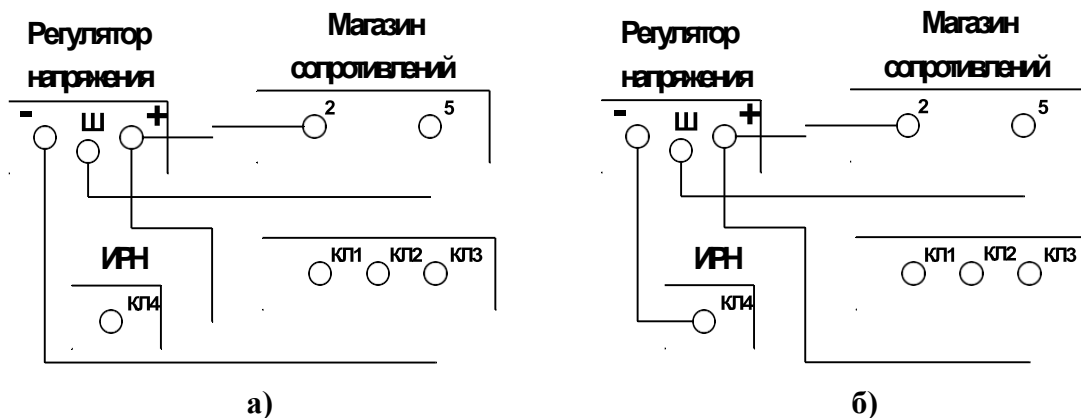 Регулятор
напряжения
Магазин
сопротивлений
- Ш +
2 5
ИРН
КЛ1 КЛ2 КЛ3
КЛ4
а)
Регулятор
напряжения
Магазин
сопротивлений
- Ш +
2 5
ИРН
КЛ1 КЛ2 КЛ3
КЛ4
б)